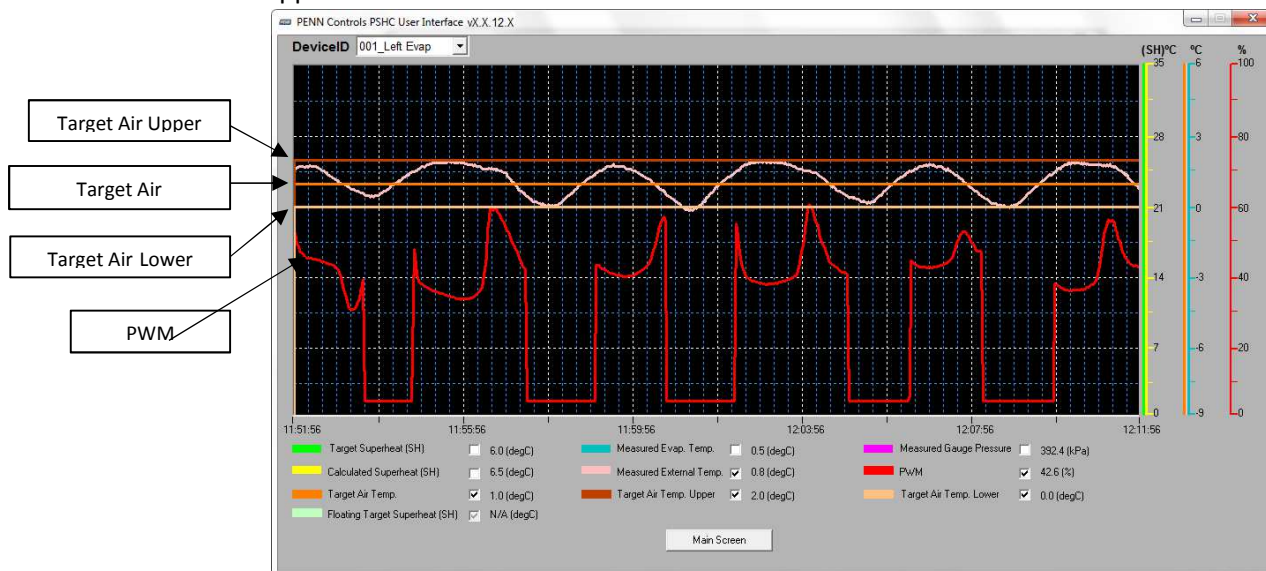 PENN Controls PSHC User Interface vX.X.12.X
DeviceID 001_Left Evap
(SH)ºC ºC %
35 6 100
28 3 80
21 0 60
14 -3 40
7 -6 20
0 -9 0
Target Air Upper
Target Air
Target Air Lower
PWM
11:51:56 11:55:56 11:59:56 12:03:56 12:07:56 12:11:56
Target Superheat (SH) 6.0 (degC) Measured Evap. Temp. 0.5 (degC) Measured Gauge Pressure 392.4 (kPa)
Calculated Superheat (SH) 6.5 (degC) Measured External Temp. 0.8 (degC) PWM 42.6 (%)
Target Air Temp. 1.0 (degC) Target Air Temp. Upper 2.0 (degC) Target Air Temp. Lower 0.0 (degC)
Floating Target Superheat (SH) N/A (degC)
Main Screen